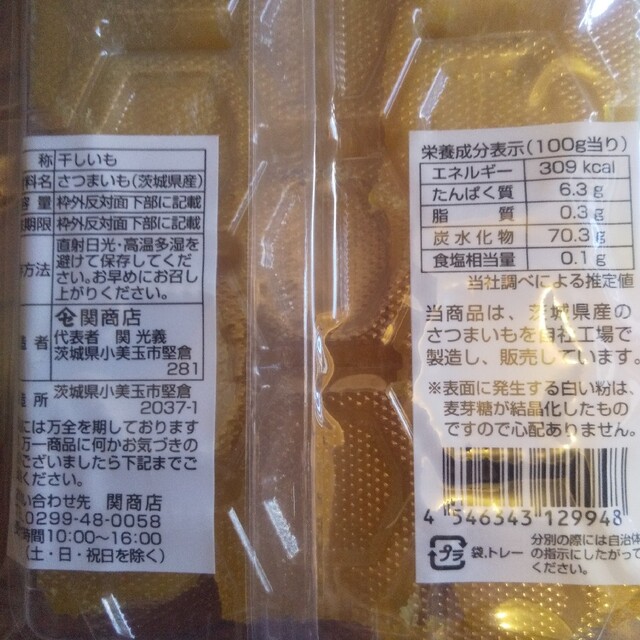 称 干しいも
料名 さつまいも(茨城県産)
容量 枠外反対面下部に記載
期限 枠外反対面下部に記載
方法 直射日光・高温多湿を
避けて保存してくだ
さい。お早めにお召し
上がりください。
者 関商店
代表者 関 光義
茨城県小美玉市堅倉
281
所 茨城県小美玉市堅倉
2037-1
には万全を期しております
万一商品に何かお気づきの
ございましたら下記までご
ください。
い合わせ先 関商店
0299-48-0058
時間10:00~16:00
(土・日・祝日を除く)
栄養成分表示(100g当り)
エネルギー 309 kcal
たんぱく質 6.3 g
脂質 0.3 g
炭水化物 70.3 g
食塩相当量 0.1 g
当社調べによる推定値
当商品は、茨城県産の
さつまいもを自社工場で
製造し、販売しています。
※表面に発生する白い粉は、
麦芽糖が結晶化したもの
ですので心配ありません。
4 546343 129948
プラ 袋、トレー
分別の際には自治体
の指示にしたがって
ください。